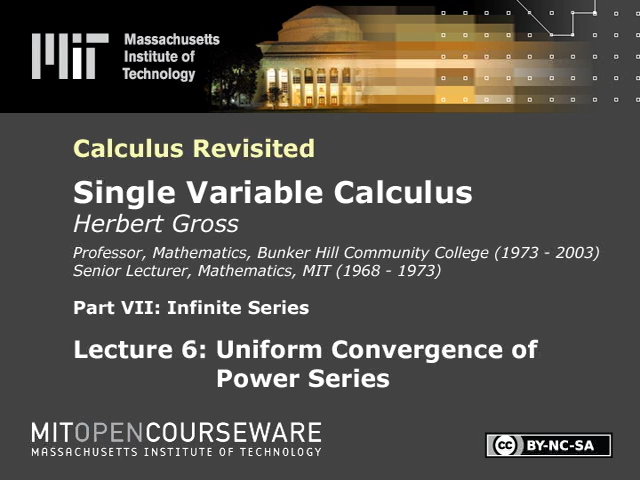 MIT
Massachusetts
Institute of
Technology
Calculus Revisited
Single Variable Calculus
Herbert Gross
Professor, Mathematics, Bunker Hill Community College (1973 - 2003)
Senior Lecturer, Mathematics, MIT (1968 - 1973)
Part VII: Infinite Series
Lecture 6: Uniform Convergence of
Power Series
MITOPENCOURSEWARE
MASSACHUSETTS INSTITUTE OF TECHNOLOGY
cc BY-NC-SA